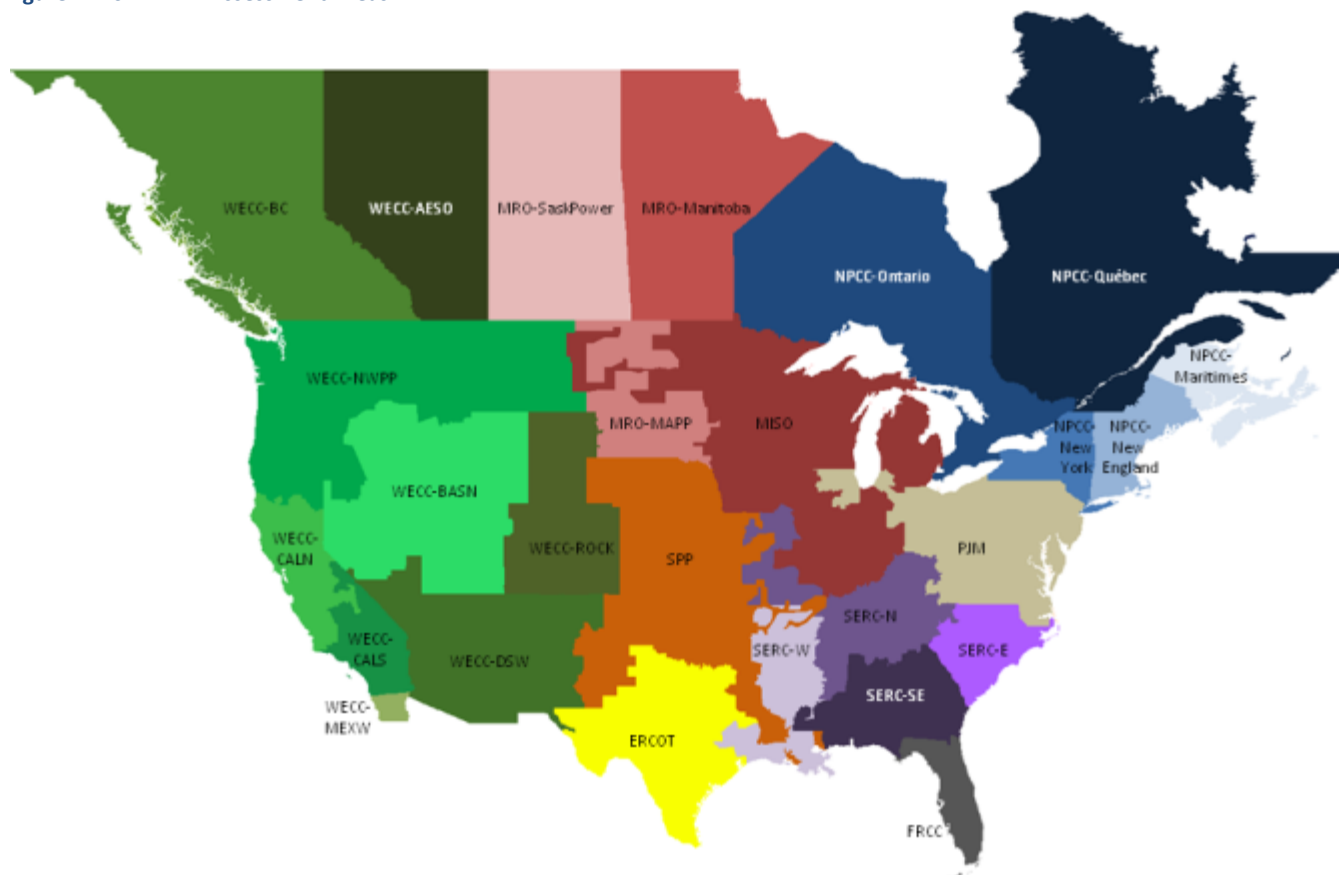 WECC-BC
WECC-AESO
MRO-SaskPower
MRO-Manitoba
NPCC-Ontario
NPCC-Québec
NPCC-
Maritimes
WECC-NWPP
MRO-MAPP
MISO
NPCC-
New
York
NPCC-
New
England
WECC-BASN
WECC-
CALN
WECC-ROCK
SPP
PJM
SERC-N
WECC-
CALS
WECC-DSW
SERC-W
SERC-E
SERC-SE
WECC-
MEXW
ERCOT
FRCC